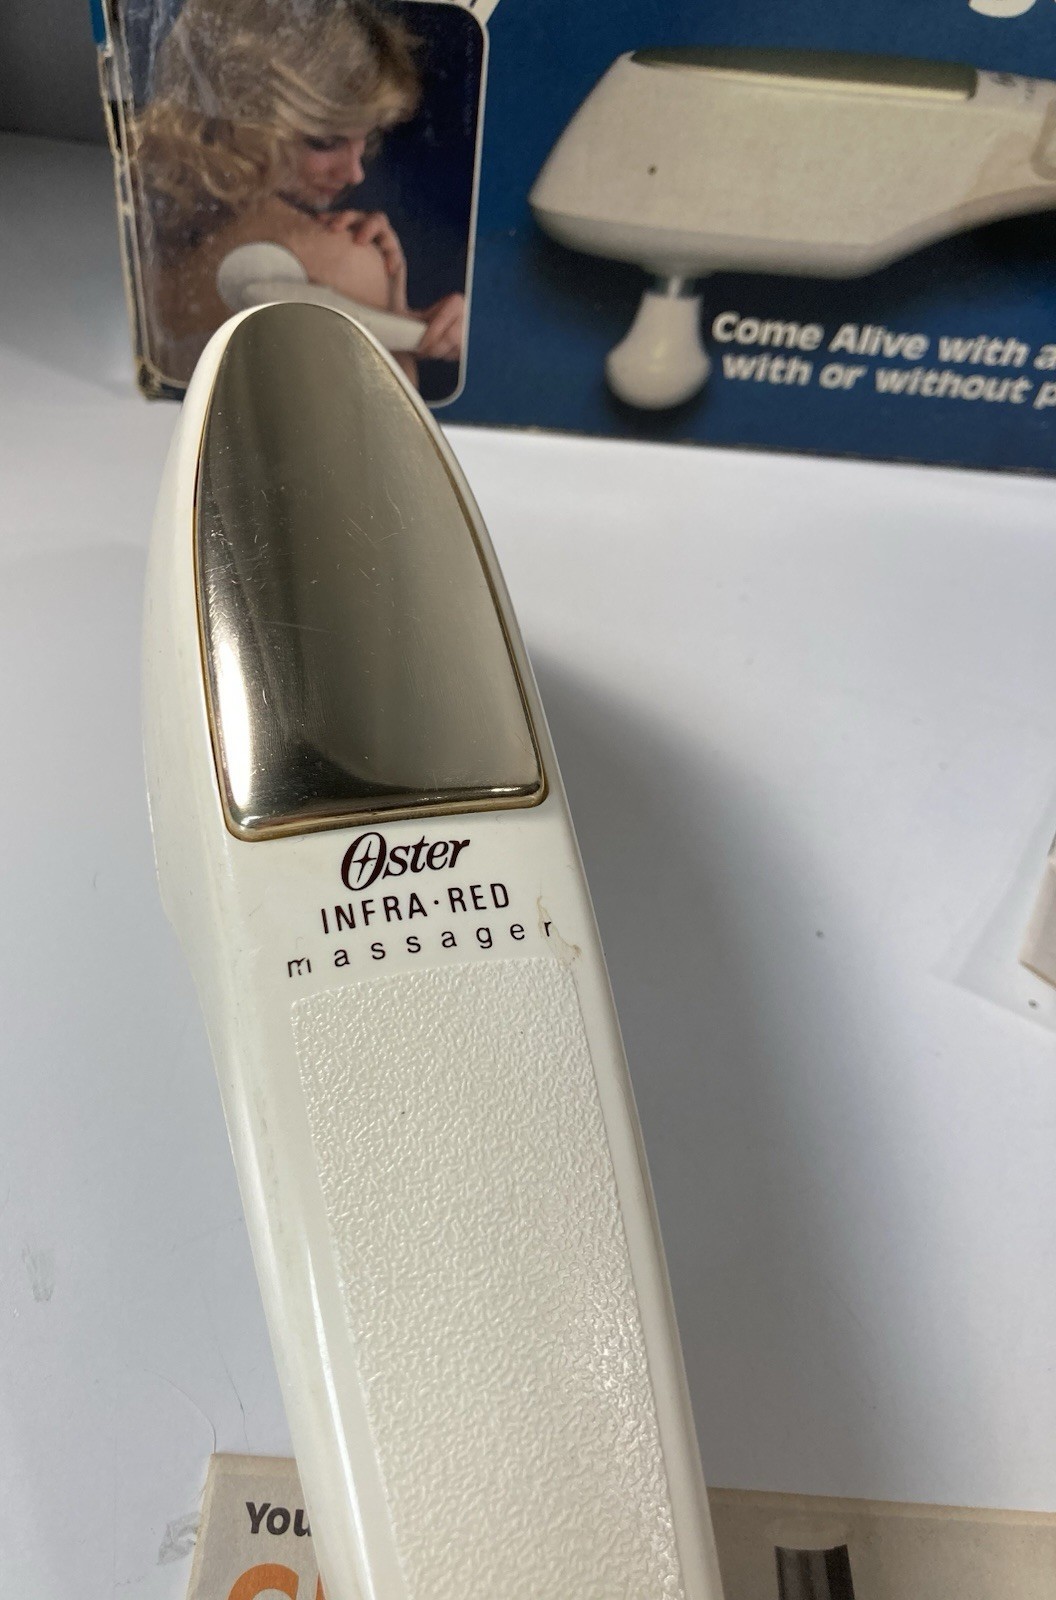 Come Alive with a
with or without p
Oster
INFRA·RED
massager
You